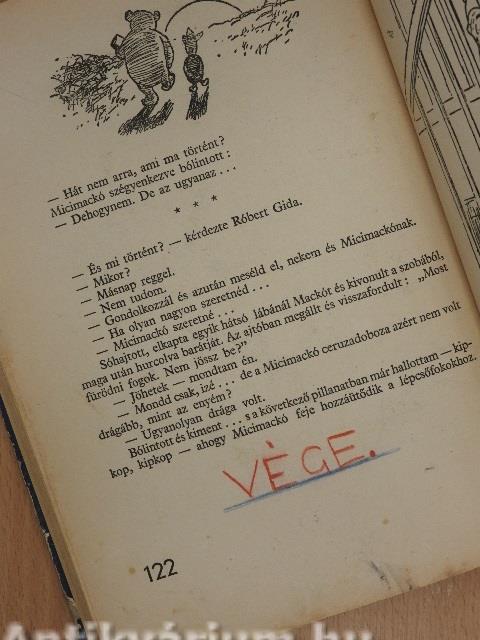 — Hát nem arra, ami ma történt?
Micimackó szégyenkezve bólintott :
— Dehogynem. De az ugyanaz . . .
* * *
— És mi történt? — kérdezte Róbert Gida.
— Mikor?
— Másnap reggel.
— Nem tudom.
— Gondolkozzál és azután meséld el, nekem és Micimackónak.
— Ha olyan nagyon szeretnéd . . .
— Micimackó szeretné . . .
Sóhajtott, elkapta egyik hátsó lábánál Mackót és kivonult a szobából,
maga után hurcolva barátját. Az ajtóban megállt és visszafordult : „Most
fürödni fogok. Nem jössz be?”
— Jöhetek — mondtam én.
— Mondd csak, izé . . . de a Micimackó ceruzadoboza azért nem volt
drágább, mint az enyém?
— Ugyanolyan drága volt.
Bólintott és kiment . . . s a következő pillanatban már hallottam — kip-
kop, kipkop — ahogy Micimackó feje hozzáütődik a lépcsőfokokhoz.
VÈGE.
122
Antikvárium.hu